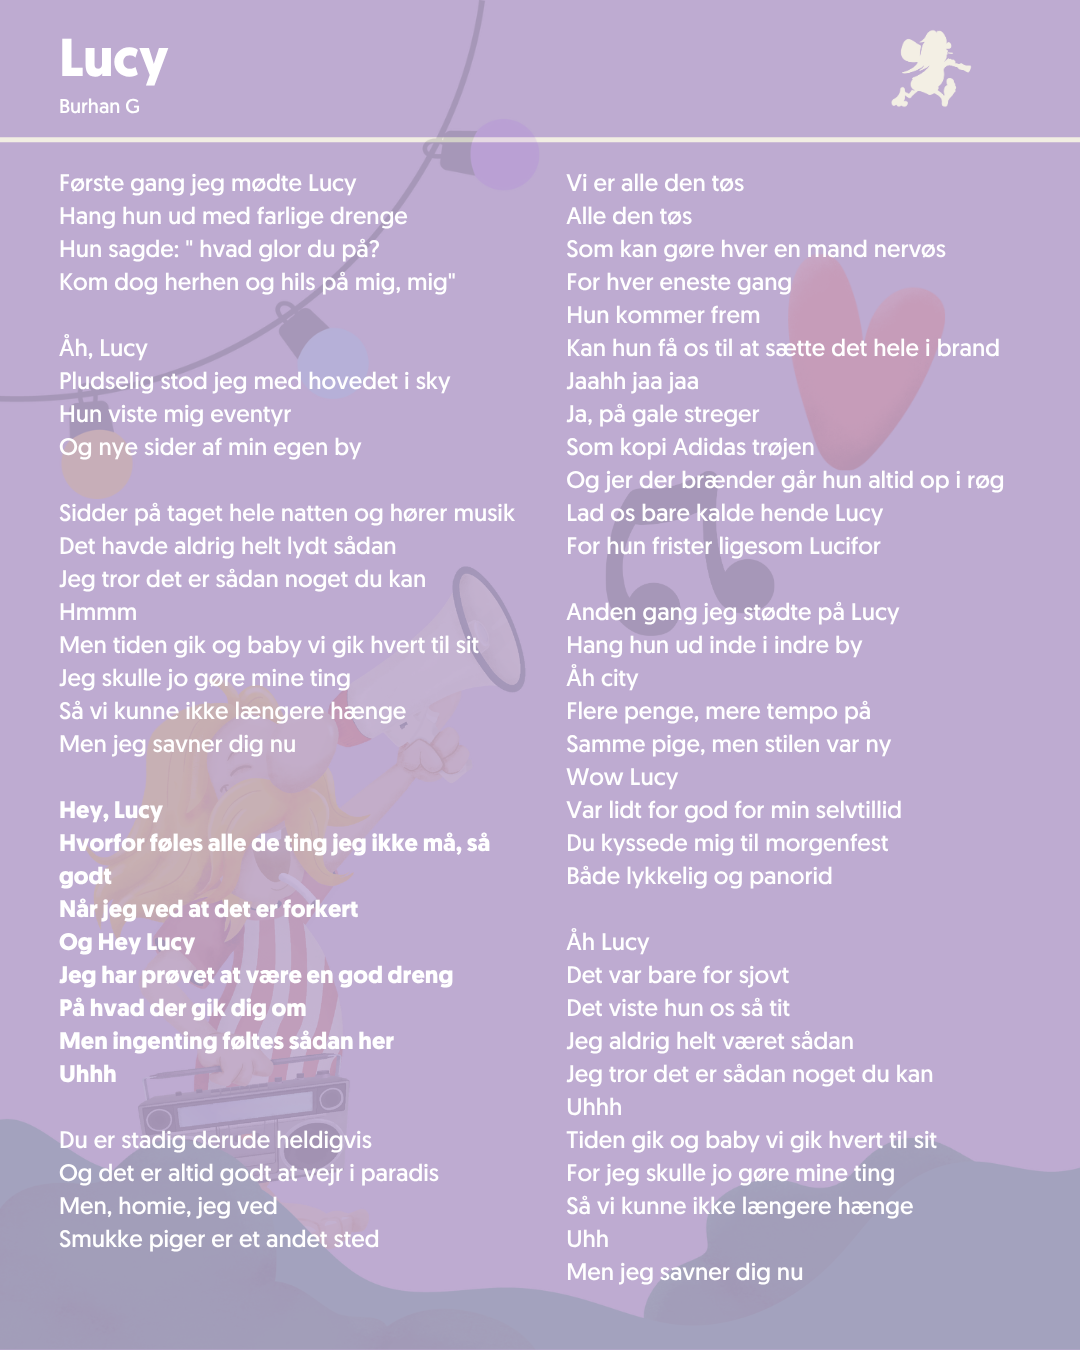 Lucy
Burhan G
Første gang jeg mødte Lucy
Hang hun ud med farlige drenge
Hun sagde: " hvad glor du på?
Kom dog herhen og hils på mig, mig"
Åh, Lucy
Pludselig stod jeg med hovedet i sky
Hun viste mig eventyr
Og nye sider af min egen by
Sidder på taget hele natten og hører musik
Det havde aldrig helt lydt sådan
Jeg tror det er sådan noget du kan
Hmmm
Men tiden gik og baby vi gik hvert til sit
Jeg skulle jo gøre mine ting
Så vi kunne ikke længere hænge
Men jeg savner dig nu
Hey, Lucy
Hvorfor føles alle de ting jeg ikke må, så
godt
Når jeg ved at det er forkert
Og Hey Lucy
Jeg har prøvet at være en god dreng
På hvad der gik dig om
Men ingenting føltes sådan her
Uhhh
Du er stadig derude heldigvis
Og det er altid godt at vejr i paradis
Men, homie, jeg ved
Smukke piger er et andet sted
Vi er alle den tøs
Alle den tøs
Som kan gøre hver en mand nervøs
For hver eneste gang
Hun kommer frem
Kan hun få os til at sætte det hele i brand
Jaahh jaa jaa
Ja, på gale streger
Som kopi Adidas trøjen
Og jer der brænder går hun altid op i røg
Lad os bare kalde hende Lucy
For hun frister ligesom Lucifor
Anden gang jeg stødte på Lucy
Hang hun ud inde i indre by
Åh city
Flere penge, mere tempo på
Samme pige, men stilen var ny
Wow Lucy
Var lidt for god for min selvtillid
Du kyssede mig til morgenfest
Både lykkelig og panorid
Åh Lucy
Det var bare for sjovt
Det viste hun os så tit
Jeg aldrig helt været sådan
Jeg tror det er sådan noget du kan
Uhhh
Tiden gik og baby vi gik hvert til sit
For jeg skulle jo gøre mine ting
Så vi kunne ikke længere hænge
Uhh
Men jeg savner dig nu